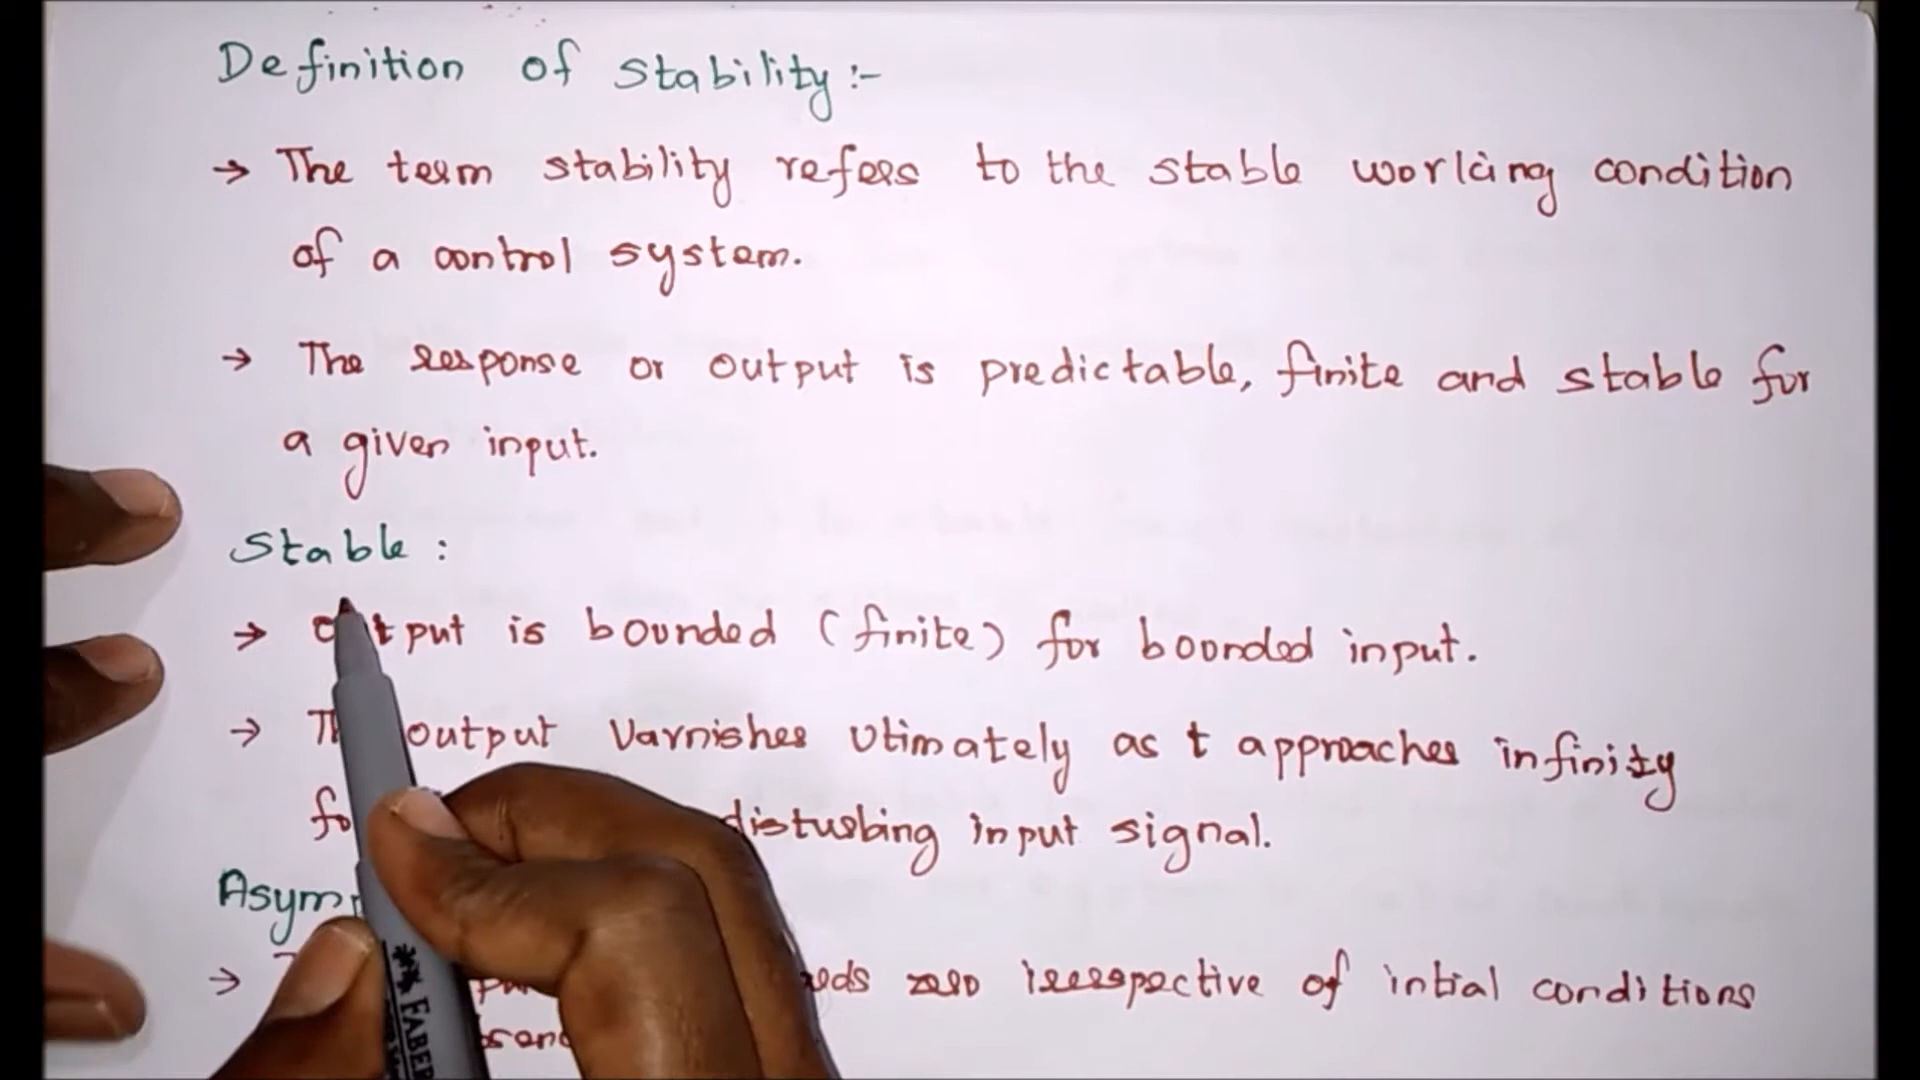 Definition of stability :-
→ The term stability refers to the stable working condition
of a control system.
→ The response or output is predictable, finite and stable for
a given input.
Stable :
→ Output is bounded (finite) for bounded input.
→ output Varnishes Utimately as t approaches infinity
disturbing input signal.
→ zero irrespective of intial conditions
FABER